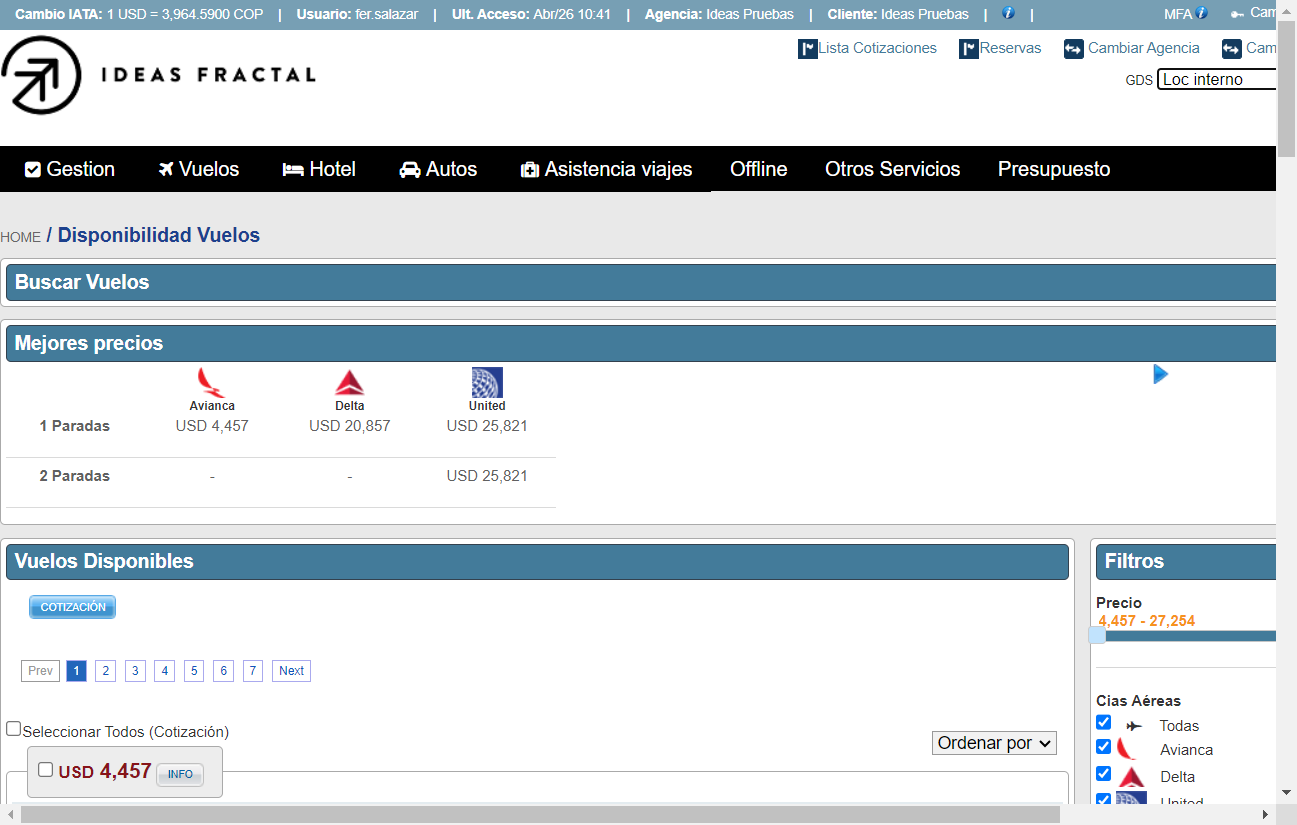 Cambio IATA: 1 USD = 3,964.5900 COP | Usuario: fer.salazar | Ult. Acceso: Abr/26 10:41 | Agencia: Ideas Pruebas | Cliente: Ideas Pruebas | | MFA Cam
Lista Cotizaciones Reservas Cambiar Agencia Cam
IDEAS FRACTAL
GDS Loc interno
Gestion Vuelos Hotel Autos Asistencia viajes Offline Otros Servicios Presupuesto
HOME / Disponibilidad Vuelos
Buscar Vuelos
Mejores precios
Avianca Delta United
1 Paradas USD 4,457 USD 20,857 USD 25,821
2 Paradas - - USD 25,821
Vuelos Disponibles
COTIZACIÓN
Prev 1 2 3 4 5 6 7 Next
Seleccionar Todos (Cotización)
Ordenar por
USD 4,457 INFO
Filtros
Precio
4,457 - 27,254
Cias Aéreas
Todas
Avianca
Delta
United